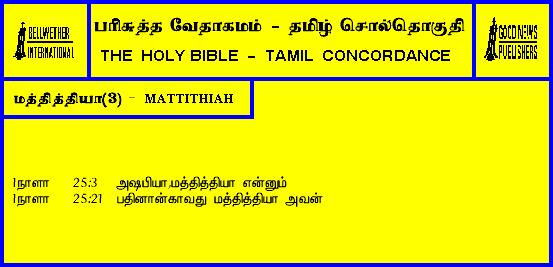 BELLWETHER
INTERNATIONAL
பரிசுத்த வேதாகமம் - தமிழ் சொல்தொகுதி
THE HOLY BIBLE - TAMIL CONCORDANCE
GOOD NEWS
PUBLISHERS
மத்தித்தியா(3) - MATTITHIAH
1நாளா 25:3 அஷபியா,மத்தித்தியா என்னும்
1நாளா 25:21 பதினான்காவது மத்தித்தியா அவன்